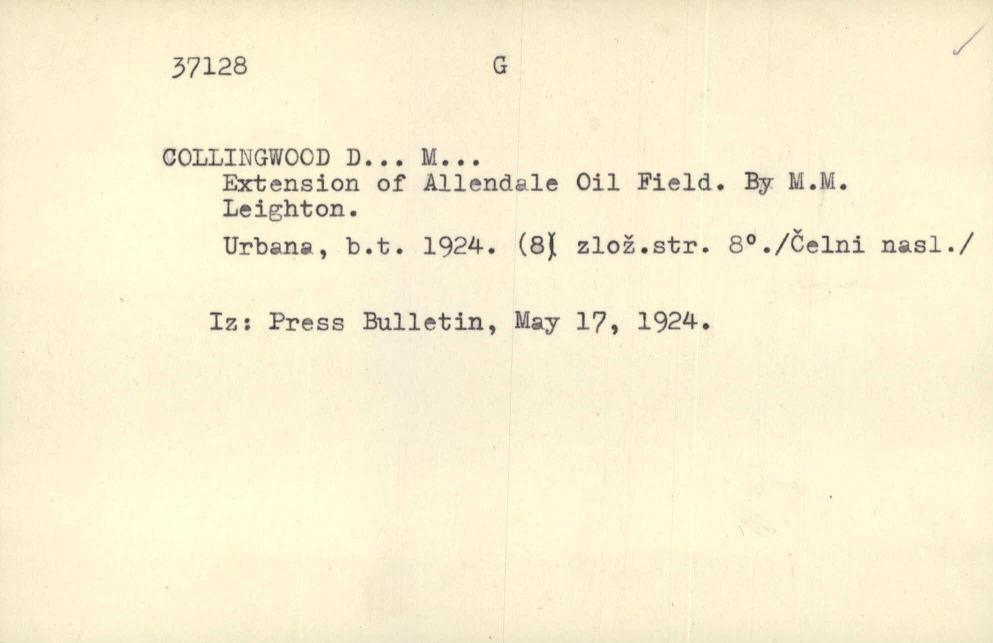 37128 G
COLLINGWOOD D... M...
Extension of Allendale Oil Field. By M.M.
Leighton.
Urbana, b.t. 1924. (8) zlož.str. 8°./Čelni nasl./
Iz: Press Bulletin, May 17, 1924.